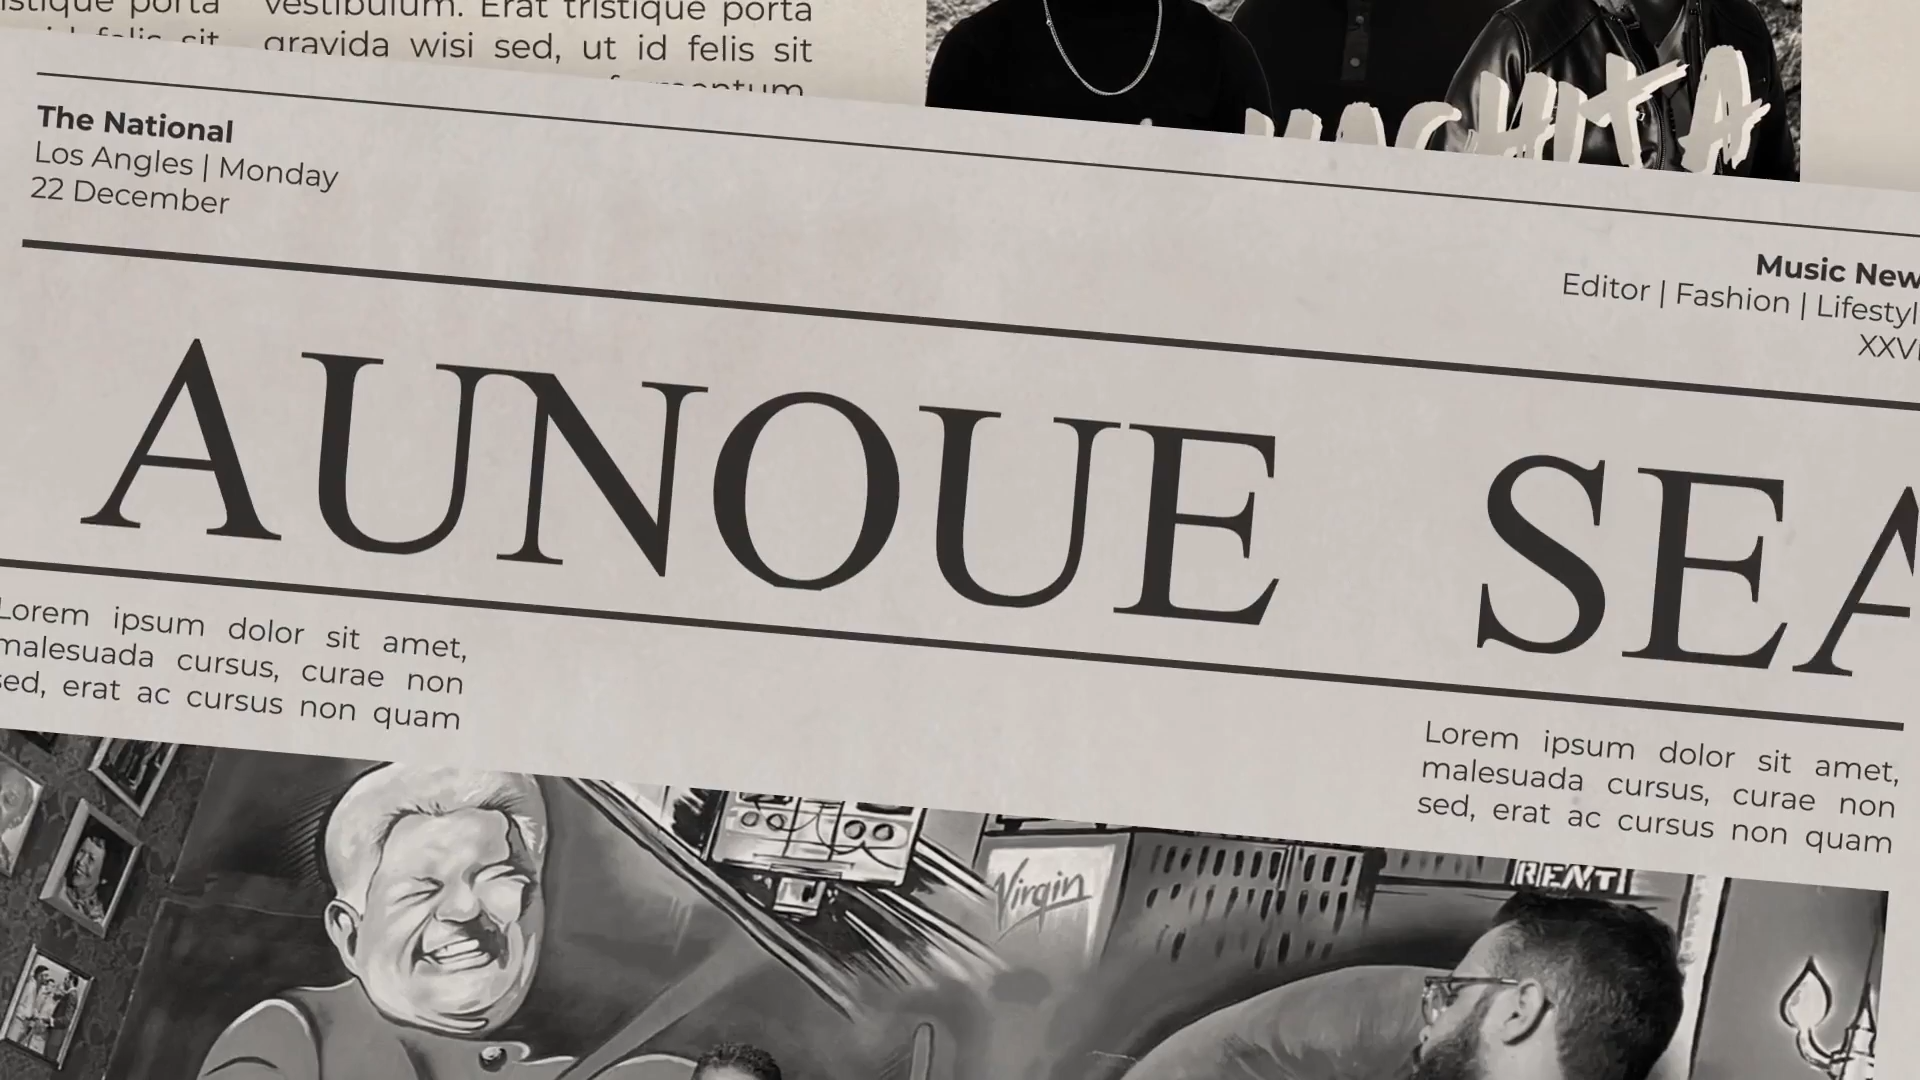 stique porta
vestibulum. Erat tristique porta
gravida wisi sed, ut id felis sit
The National
Los Angles | Monday
22 December
Music New
Editor | Fashion | Lifestyl
XXVI
AUNOUE SEA
Lorem ipsum dolor sit amet,
malesuada cursus, curae non
sed, erat ac cursus non quam
Lorem ipsum dolor sit amet,
malesuada cursus, curae non
sed, erat ac cursus non quam
Virgin
RENT